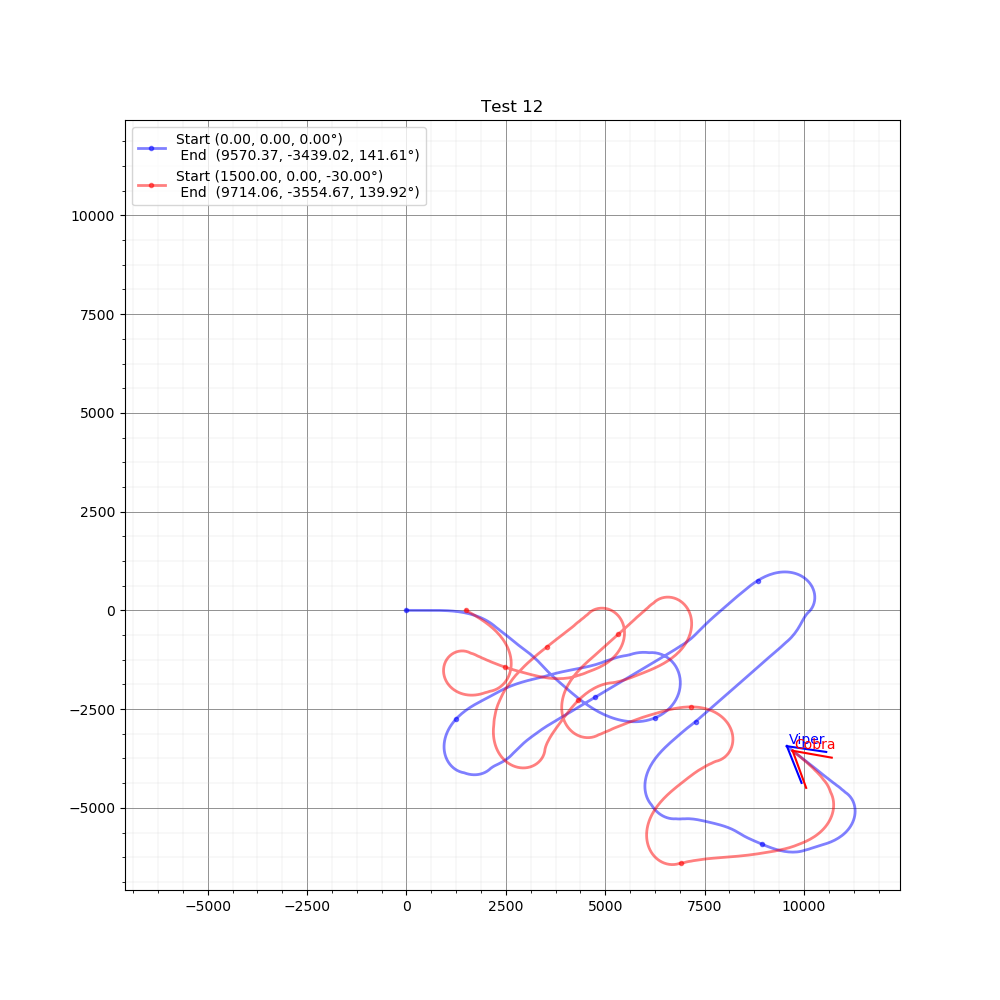 Test 12
Start (0.00, 0.00, 0.00°)
End  (9570.37, -3439.02, 141.61°)
Start (1500.00, 0.00, -30.00°)
End  (9714.06, -3554.67, 139.92°)
10000
7500
5000
2500
0
−2500
−5000
Viper
Cobra
−5000
−2500
0
2500
5000
7500
10000